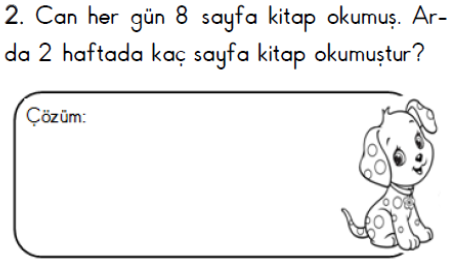 2. Can her gün 8 sayfa kitap okumuş. Ar-
da 2 haftada kaç sayfa kitap okumuştur?
Çözüm: